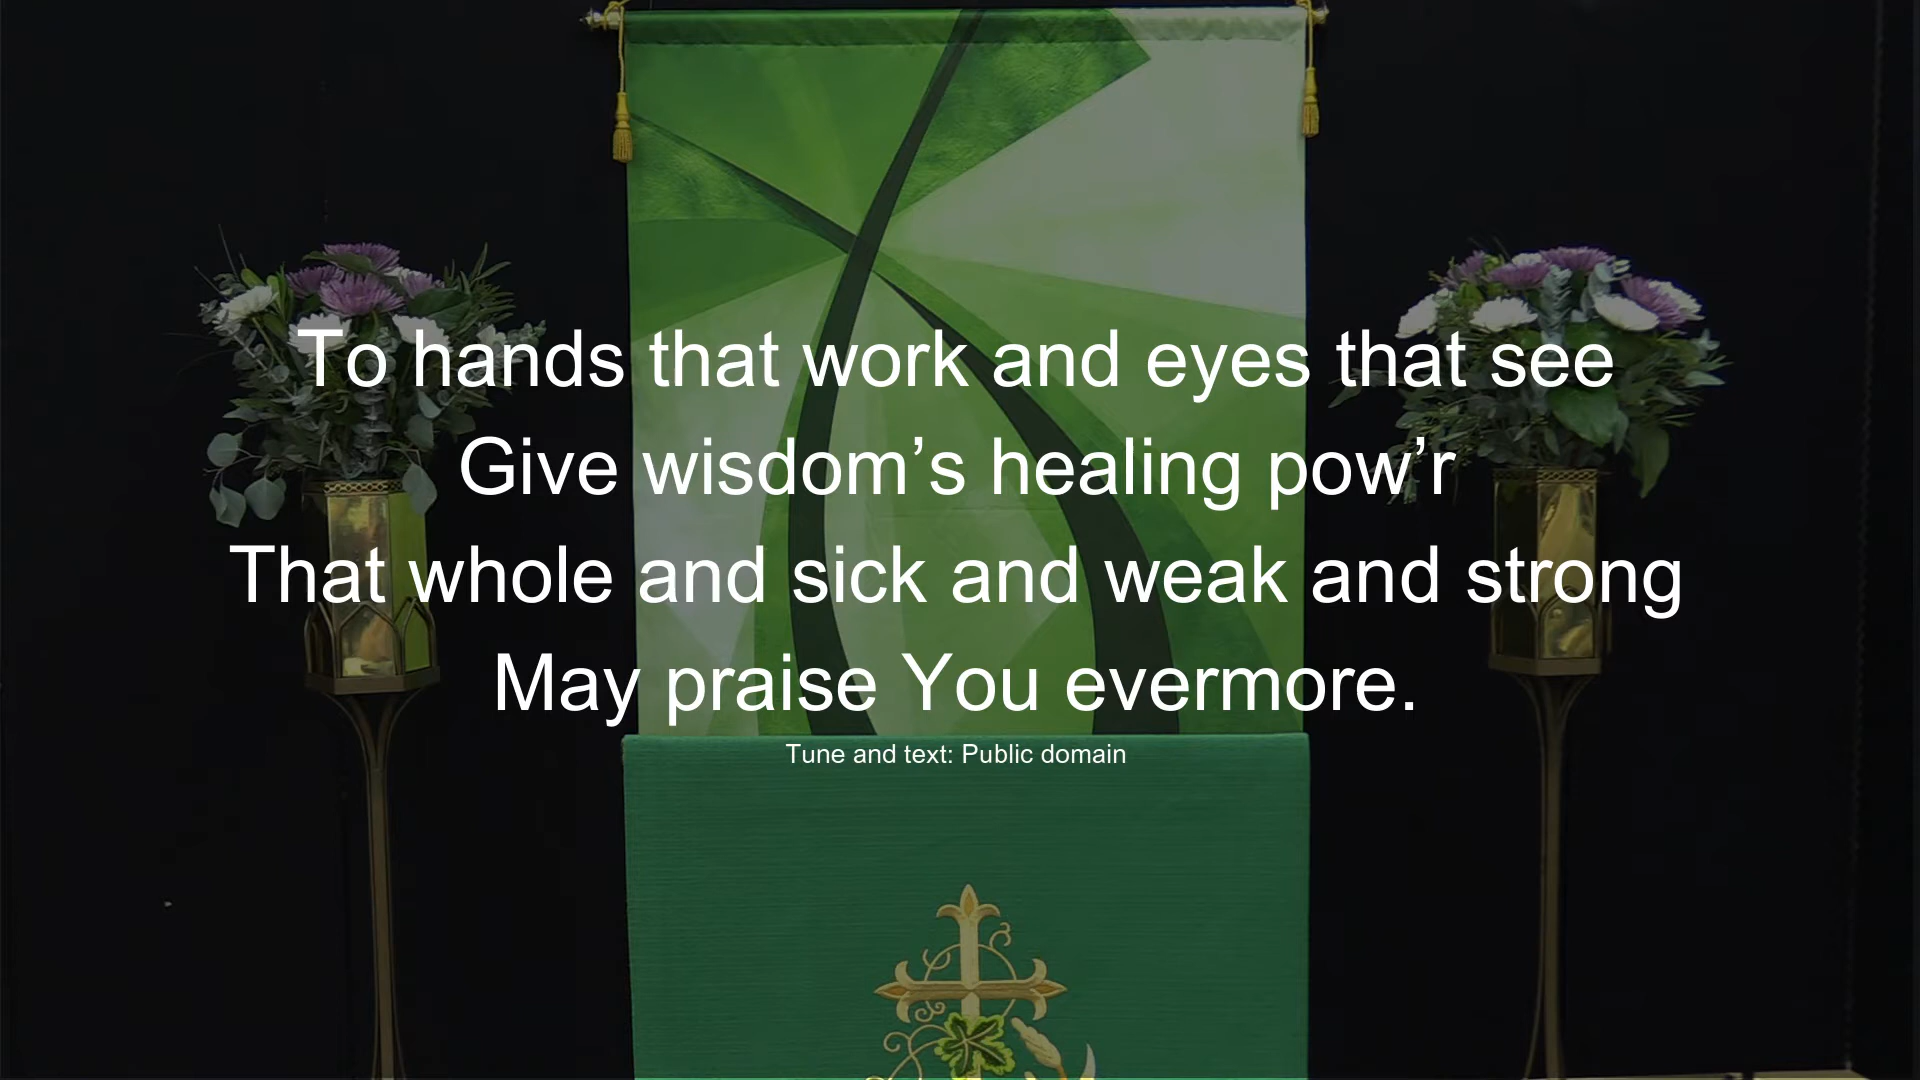 To hands that work and eyes that see
Give wisdom’s healing pow’r
That whole and sick and weak and strong
May praise You evermore.
Tune and text: Public domain